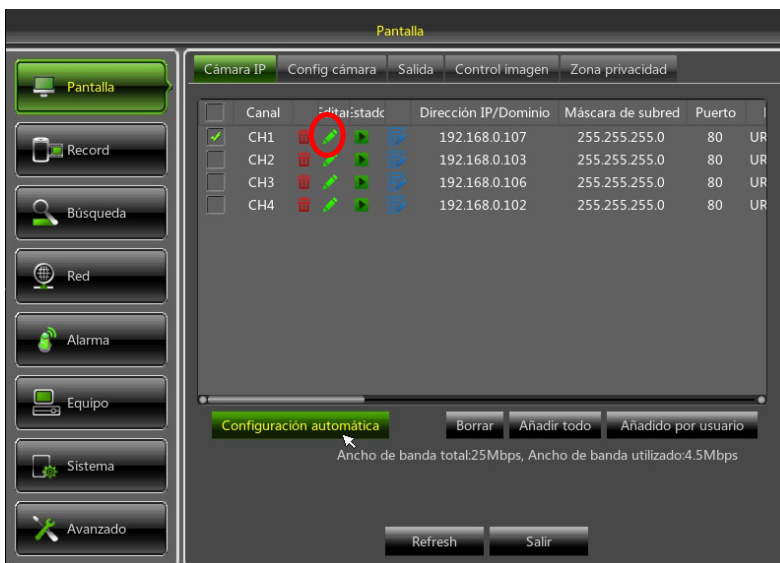 Pantalla
Pantalla
Record
Búsqueda
Red
Alarma
Equipo
Sistema
Avanzado
Cámara IP Config cámara Salida Control imagen Zona privacidad
Canal Editar Estado Dirección IP/Dominio Máscara de subred Puerto
CH1 192.168.0.107 255.255.255.0 80 UR
CH2 192.168.0.103 255.255.255.0 80 UR
CH3 192.168.0.106 255.255.255.0 80 UR
CH4 192.168.0.102 255.255.255.0 80 UR
Configuración automática Borrar Añadir todo Añadido por usuario
Ancho de banda total:25Mbps, Ancho de banda utilizado:4.5Mbps
Refresh Salir